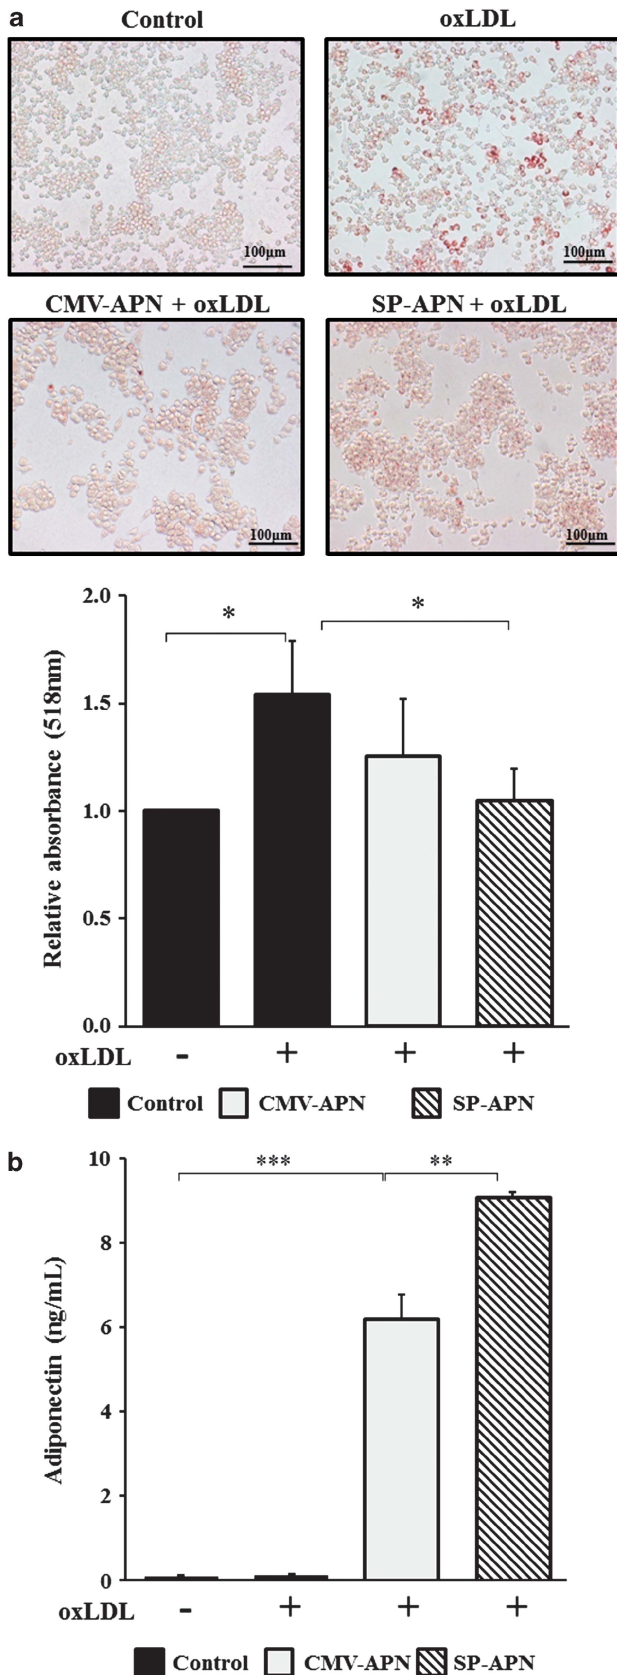 a
Control oxLDL
100μm 100μm
CMV-APN + oxLDL SP-APN + oxLDL
100μm 100μm
Relative absorbance (518nm)
2.0
1.5
1.0
0.5
0.0
* *
oxLDL - + + +
Control CMV-APN SP-APN
b
Adiponectin (ng/mL)
10
8
6
4
2
0
*** **
oxLDL - + + +
Control CMV-APN SP-APN